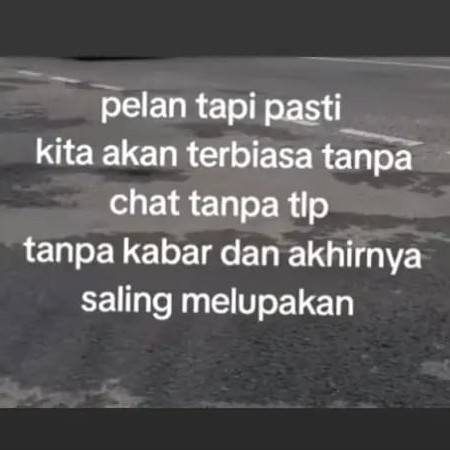 pelan tapi pasti
kita akan terbiasa tanpa
chat tanpa tlp
tanpa kabar dan akhirnya
saling melupakan